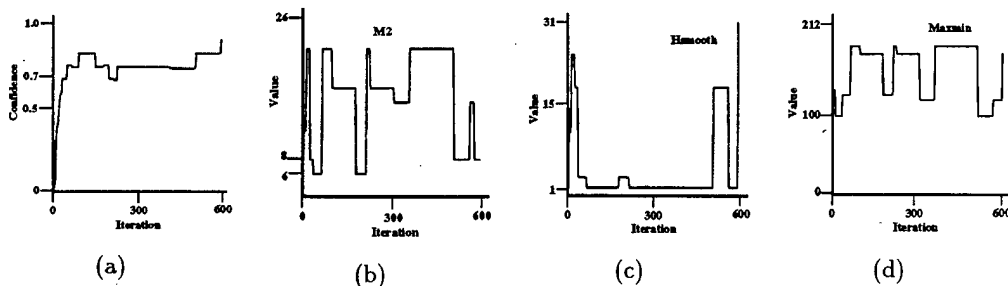 1.0
0.7
0.5
0
Confidence
0
300
600
Iteration
(a)
26
8
6
Value
M2
0
300
600
Iteration
(b)
31
15
1
Value
Hsmooth
0
300
600
Iteration
(c)
212
100
0
Value
Maxmin
0
300
600
Iteration
(d)